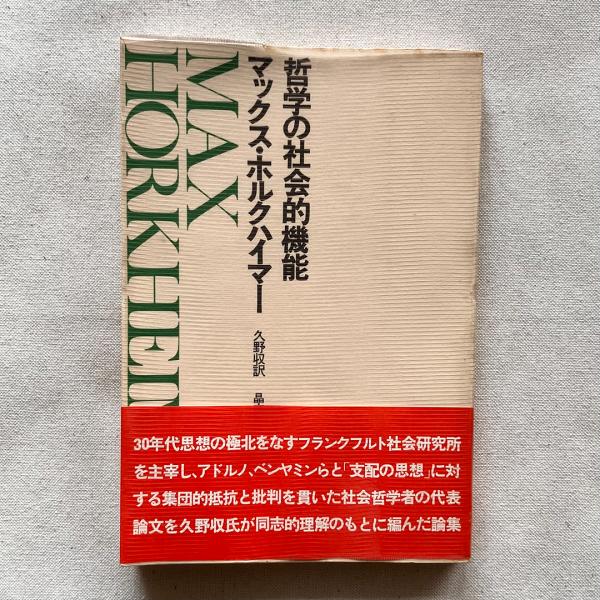 哲学の社会的機能
マックス・ホルクハイマー
MAX
HORKHEI
久野収訳
晶
30年代思想の極北をなすフランクフルト社会研究所
を主宰し、アドルノ、ベンヤミンらと「支配の思想」に対
する集団的抵抗と批判を貫いた社会哲学者の代表
論文を久野収氏が同志的理解のもとに編んだ論集